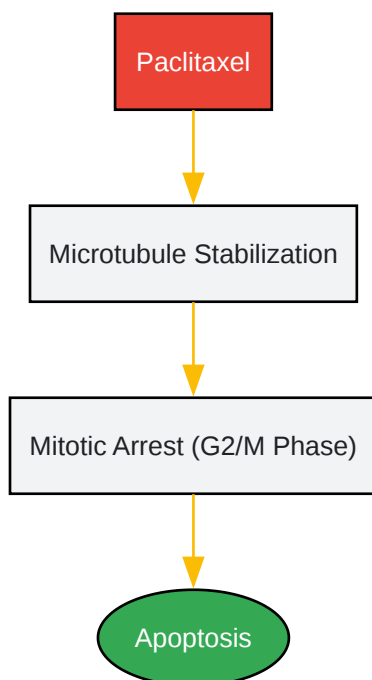 Paclitaxel
Microtubule Stabilization
Mitotic Arrest (G2/M Phase)
Apoptosis